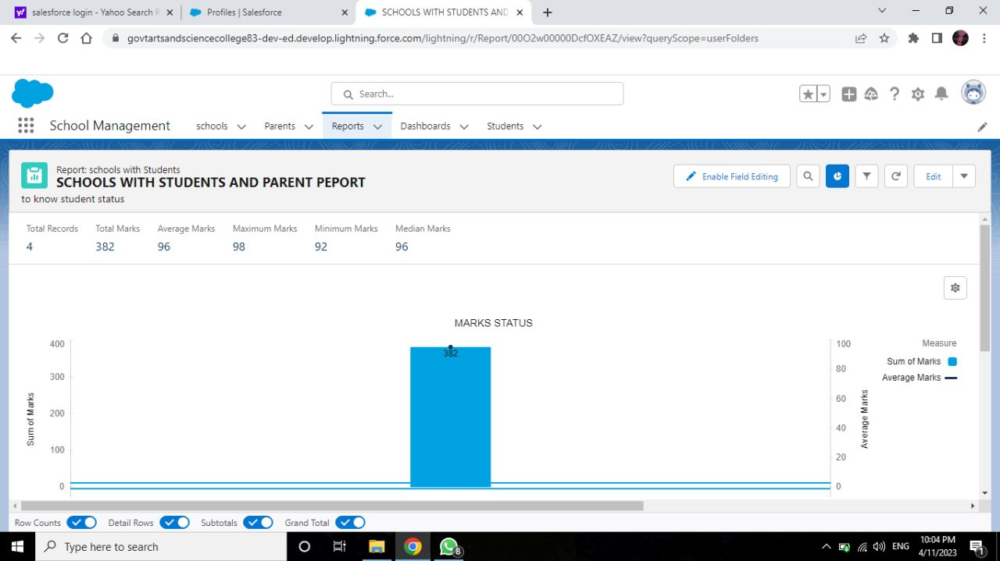 salesforce login - Yahoo Search R
Profiles | Salesforce
SCHOOLS WITH STUDENTS AND
govtartsandsciencecollege83-dev-ed.develop.lightning.force.com/lightning/r/Report/00O2w00000DcfOXEAZ/view?queryScope=userFolders
Search...
School Management schools Parents Reports Dashboards Students
Report: schools with Students
SCHOOLS WITH STUDENTS AND PARENT PEPORT
to know student status
Enable Field Editing
Edit
Total Records Total Marks Average Marks Maximum Marks Minimum Marks Median Marks
4 382 96 98 92 96
MARKS STATUS
Sum of Marks
400
300
200
100
0
382
100
80
60
40
20
0
Average Marks
Measure
Sum of Marks
Average Marks
Row Counts Detail Rows Subtotals Grand Total
Type here to search
8
ENG
10:04 PM
4/11/2023
1